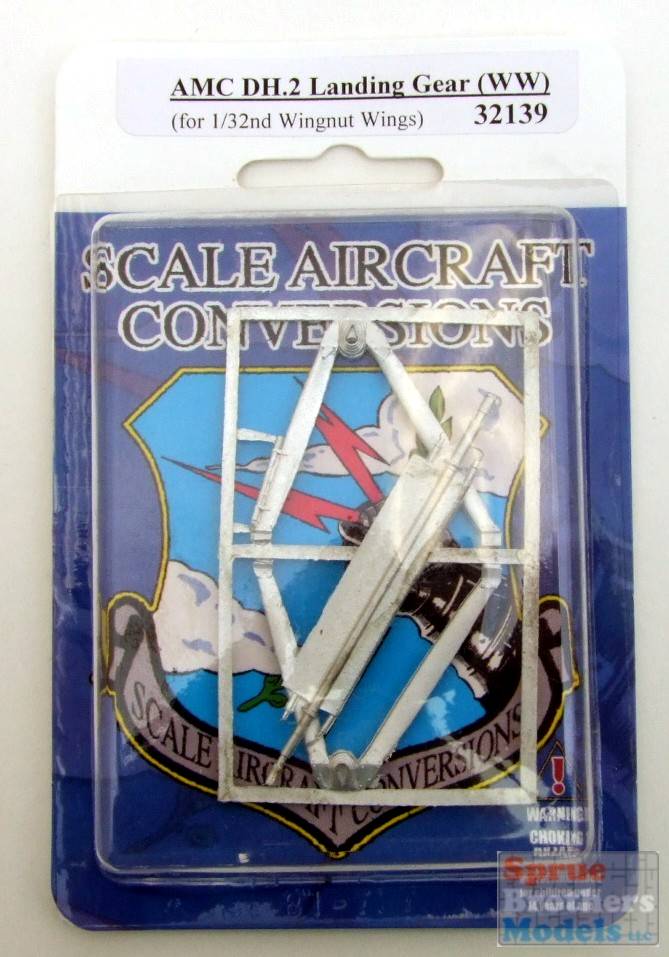 AMC DH.2 Landing Gear (WW)
(for 1/32nd Wingnut Wings) 32139
SCALE AIRCRAFT
CONVERSIONS
SCALE AIRCRAFT CONVERSIONS
!
WARNING!
CHOKING
Sprue
Brothers
Models LLC